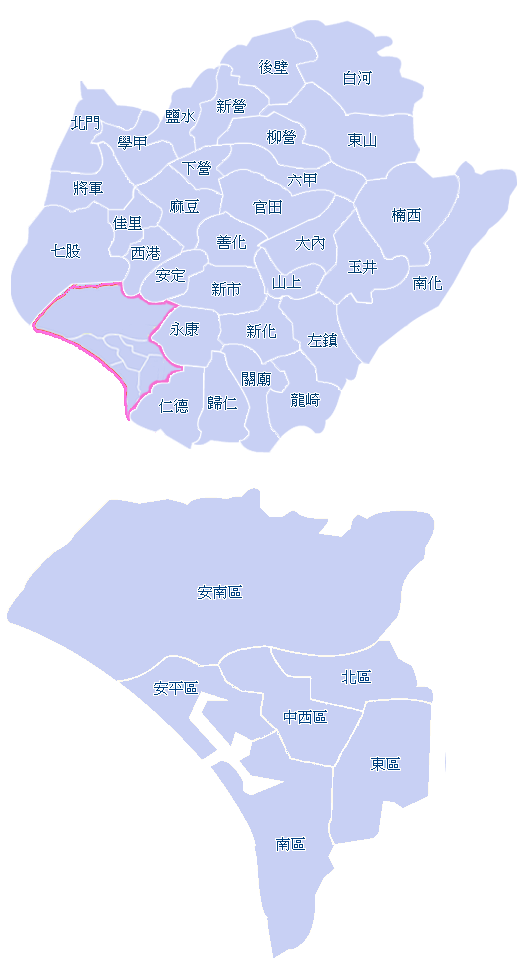 後壁
白河
新營
鹽水
北門
學甲
柳營
東山
下營
六甲
將軍
麻豆
官田
楠西
佳里
七股
西港
善化
大內
安定
玉井
山上
南化
新市
永康
新化
左鎮
關廟
仁德
歸仁
龍崎
安南區
北區
安平區
中西區
東區
南區